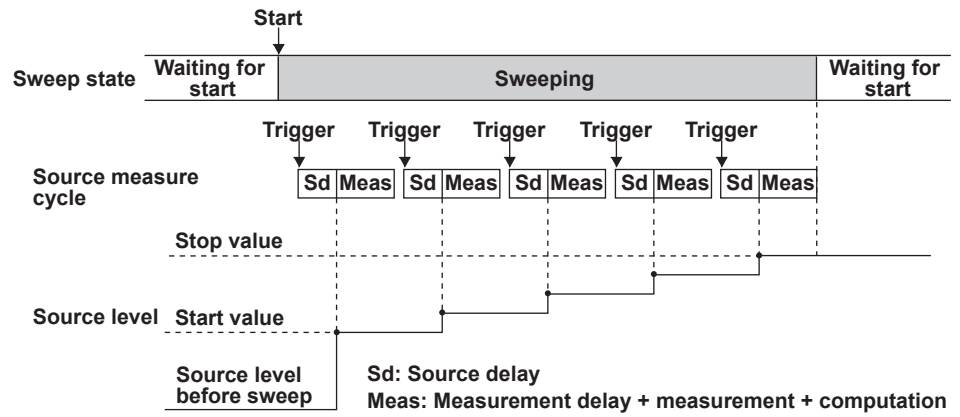 Start
Sweep state
Waiting for
start
Sweeping
Waiting for
start
Trigger Trigger Trigger Trigger Trigger
Source measure
cycle
Sd Meas Sd Meas Sd Meas Sd Meas Sd Meas
Stop value
Source level
Start value
Source level
before sweep
Sd: Source delay
Meas: Measurement delay + measurement + computation